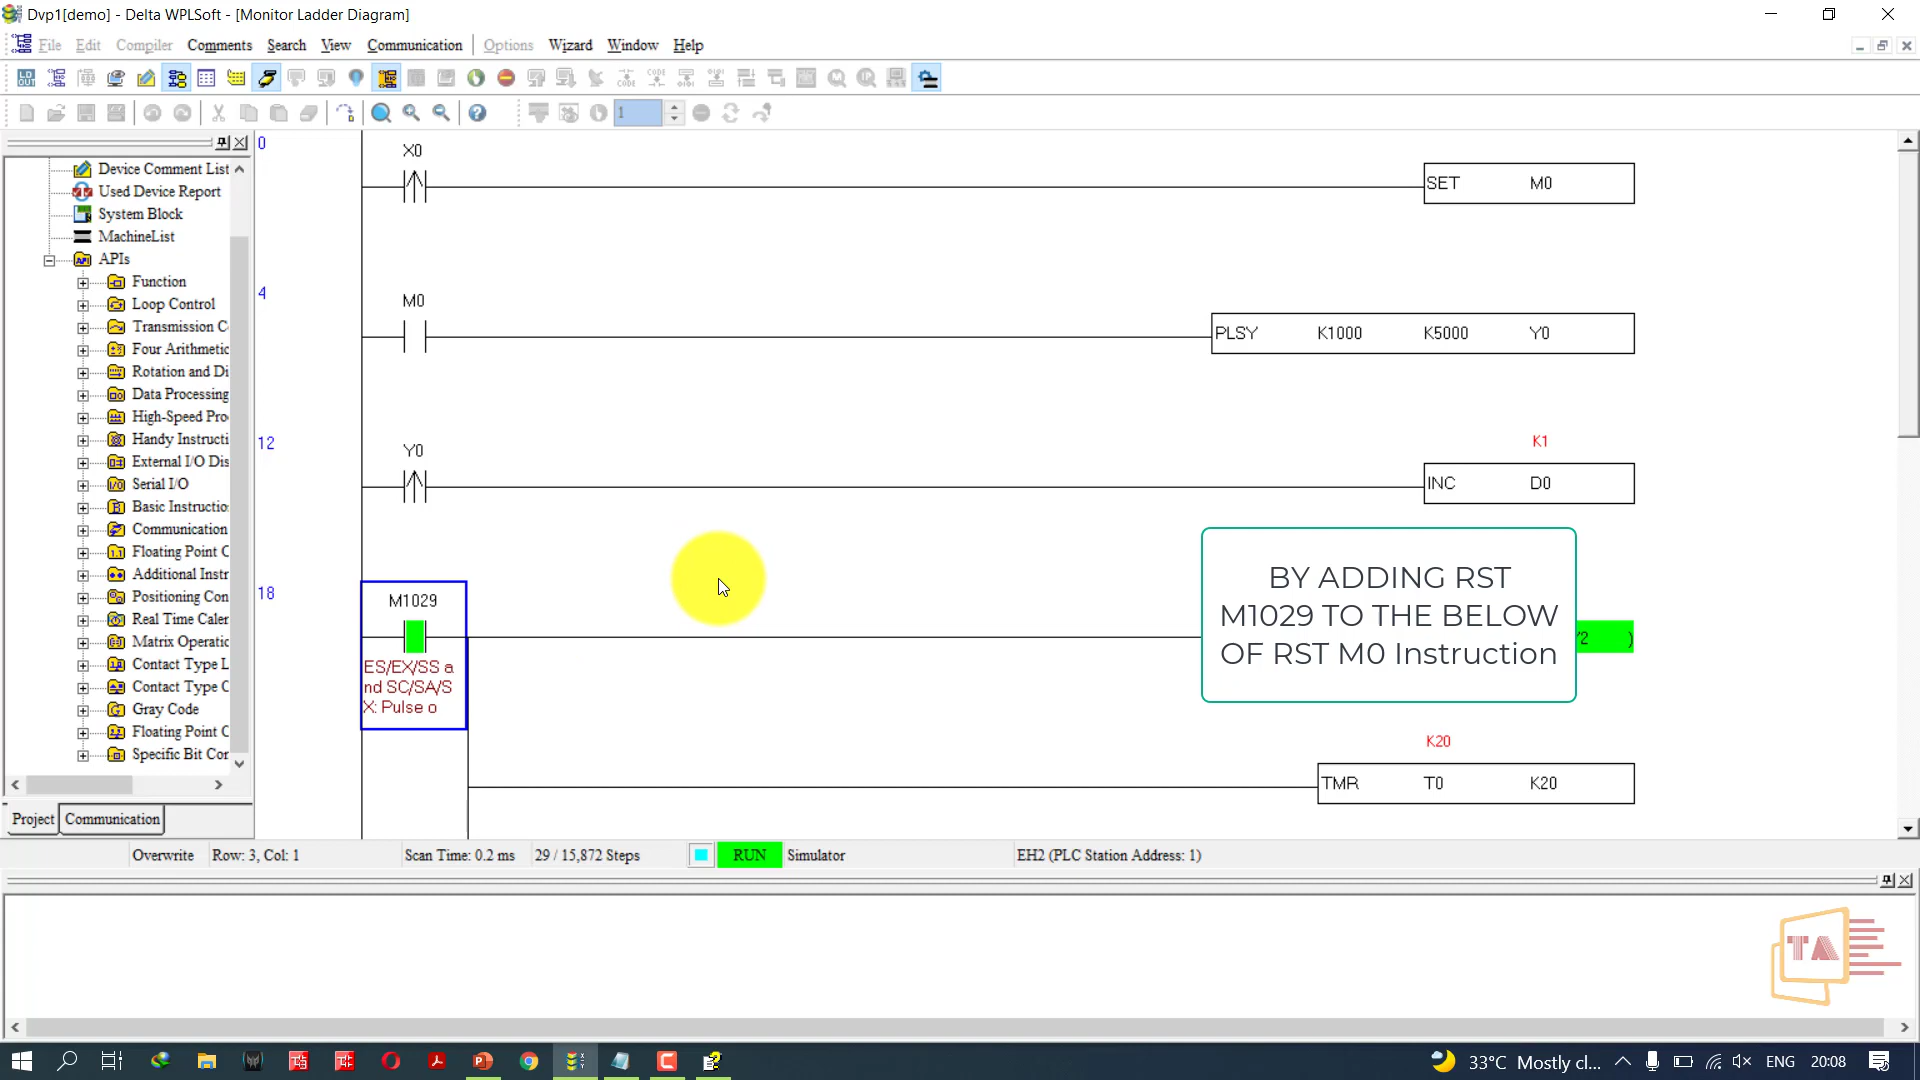 Dvp1[demo] - Delta WPLSoft - [Monitor Ladder Diagram]
File Edit Compiler Comments Search View Communication Options Wizard Window Help
1
Device Comment List
Used Device Report
System Block
MachineList
APIs
Function
Loop Control
Transmission C
Four Arithmetic
Rotation and Di
Data Processing
High-Speed Pro
Handy Instructi
External I/O Dis
Serial I/O
Basic Instructio
Communication
Floating Point C
Additional Instr
Positioning Con
Real Time Caler
Matrix Operatic
Contact Type L
Contact Type C
Gray Code
Floating Point C
Specific Bit Cor
Project Communication
0
X0
SET M0
4
M0
PLSY K1000 K5000 Y0
12
Y0
K1
INC D0
18
M1029
ES/EX/SS a
nd SC/SA/S
X: Pulse o
BY ADDING RST
M1029 TO THE BELOW
OF RST M0 Instruction
2 )
K20
TMR T0 K20
Overwrite Row: 3, Col: 1 Scan Time: 0.2 ms 29 / 15,872 Steps RUN Simulator EH2 (PLC Station Address: 1)
TA
33°C Mostly cl... ENG 20:08